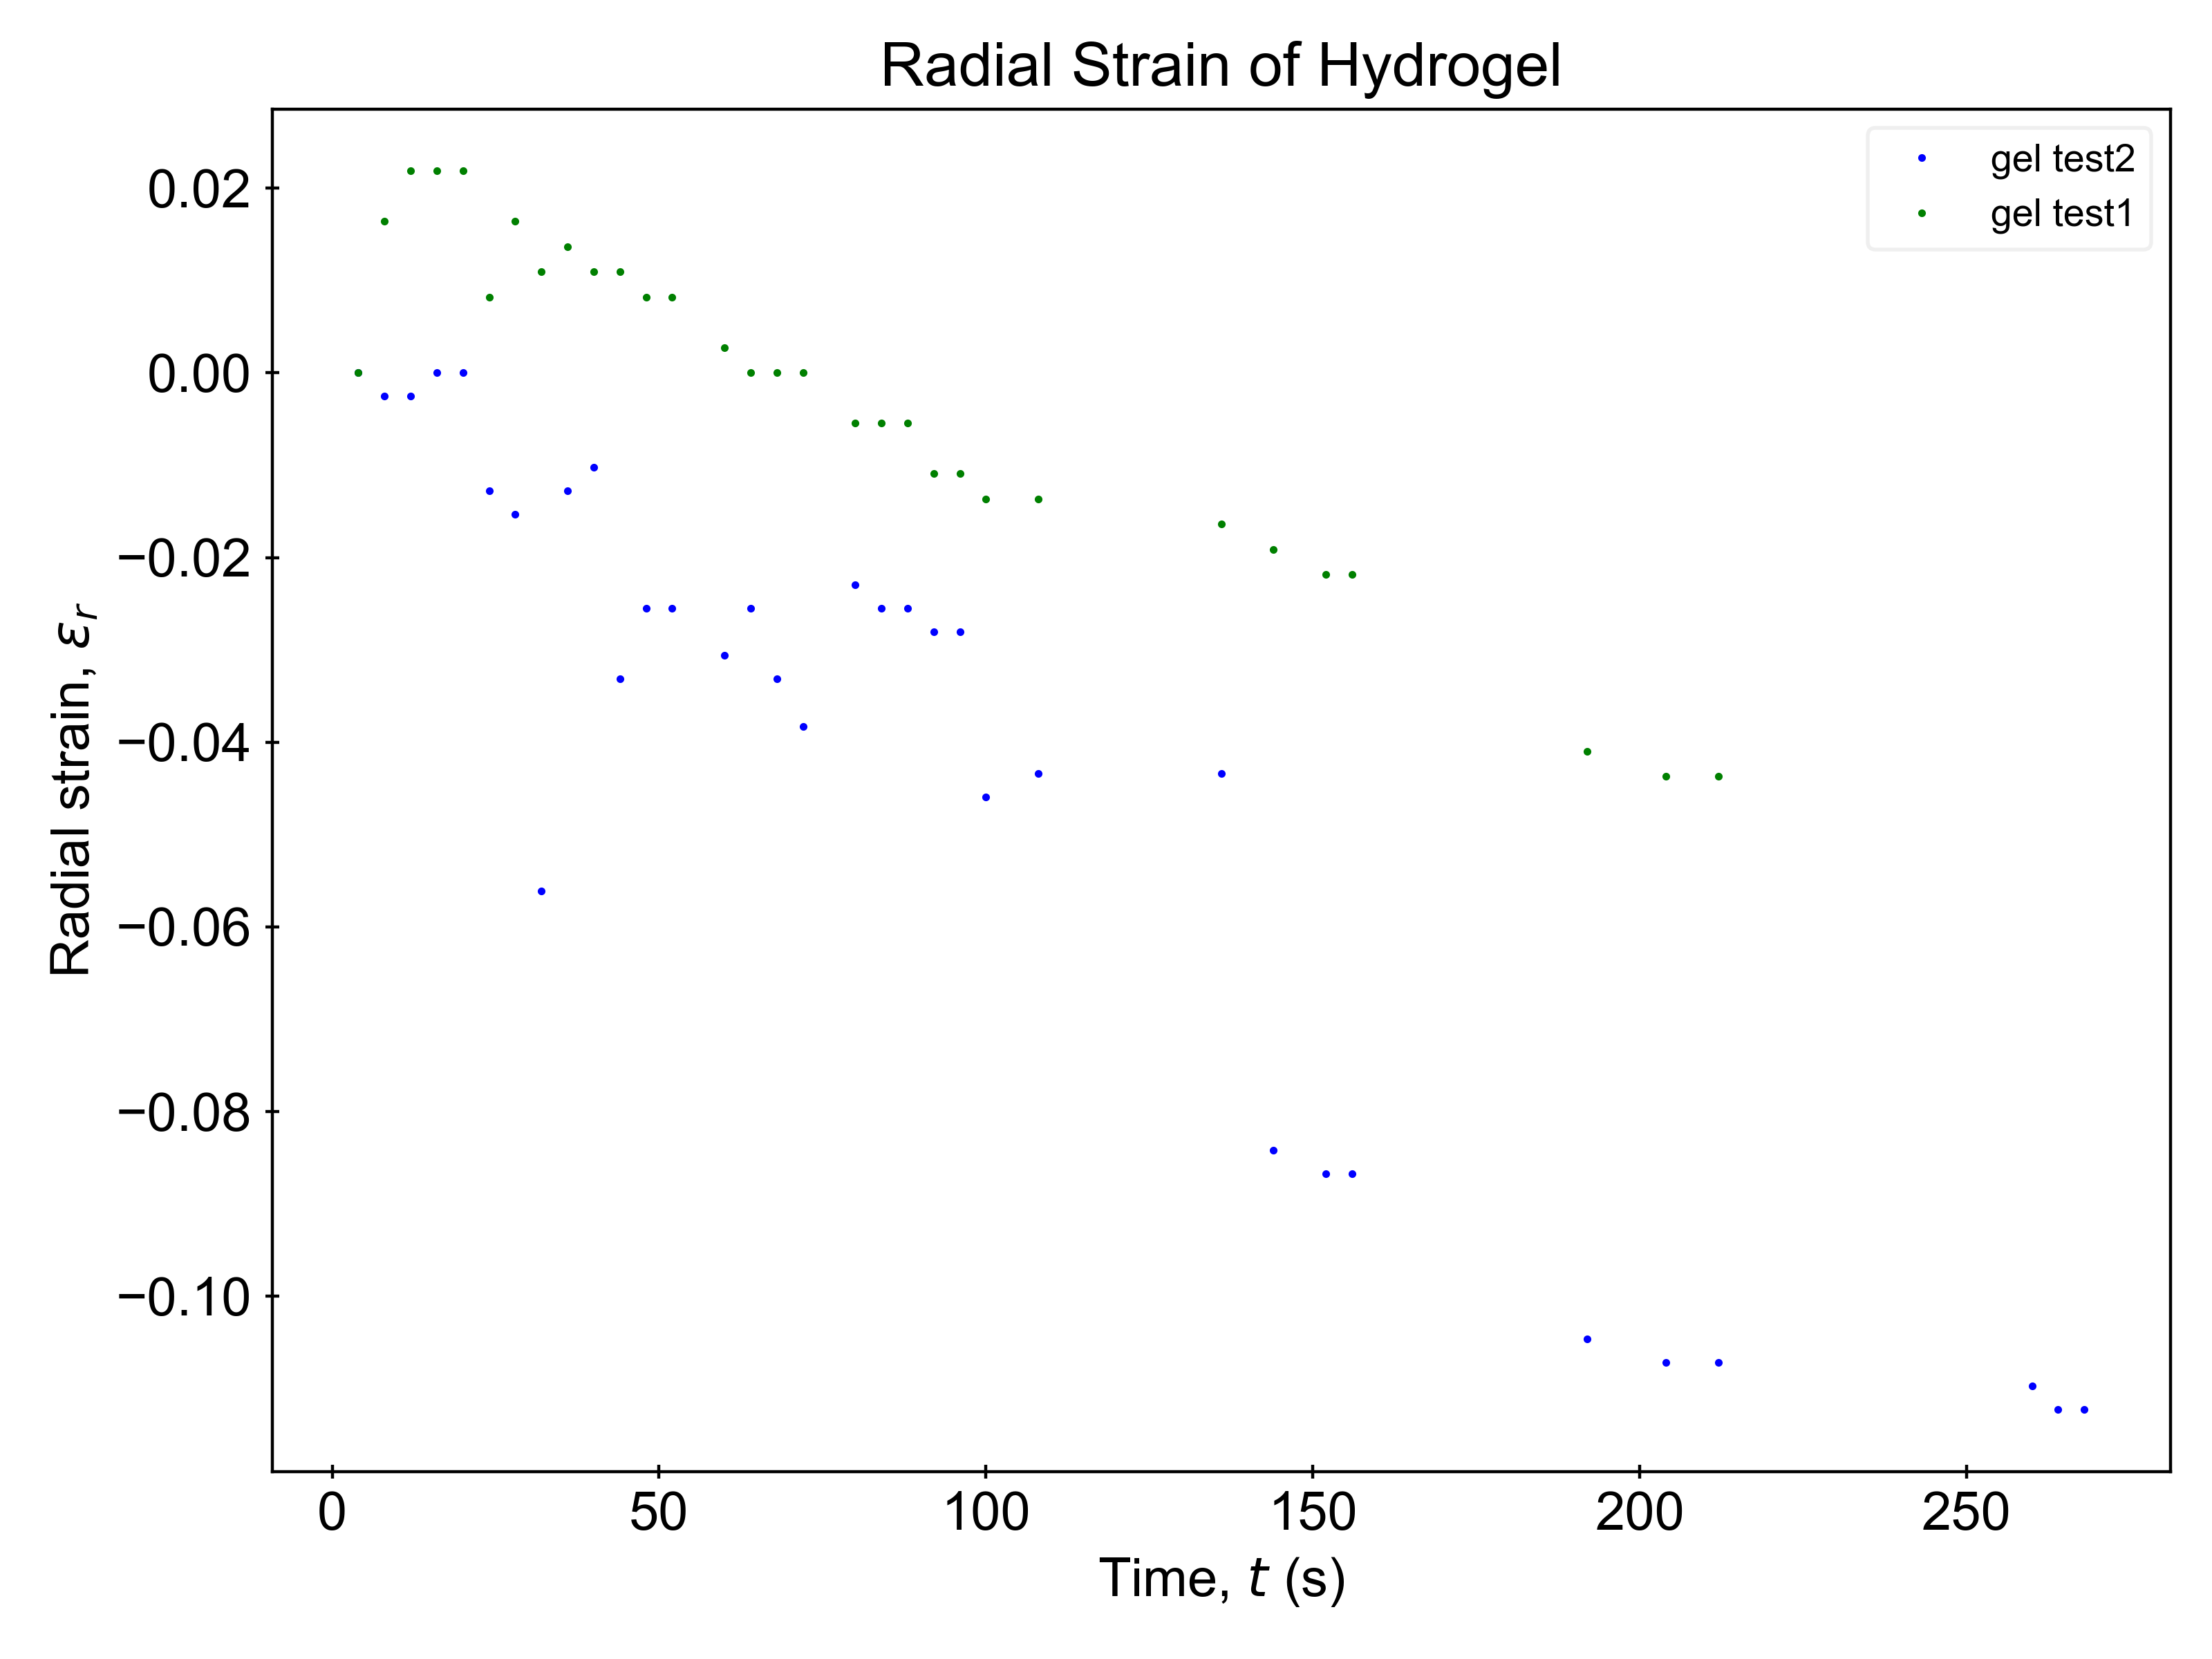 Radial Strain of Hydrogel
gel test2
gel test1
0.02
0.00
−0.02
−0.04
−0.06
−0.08
−0.10
Radial strain, εr
0 50 100 150 200 250
Time, t (s)